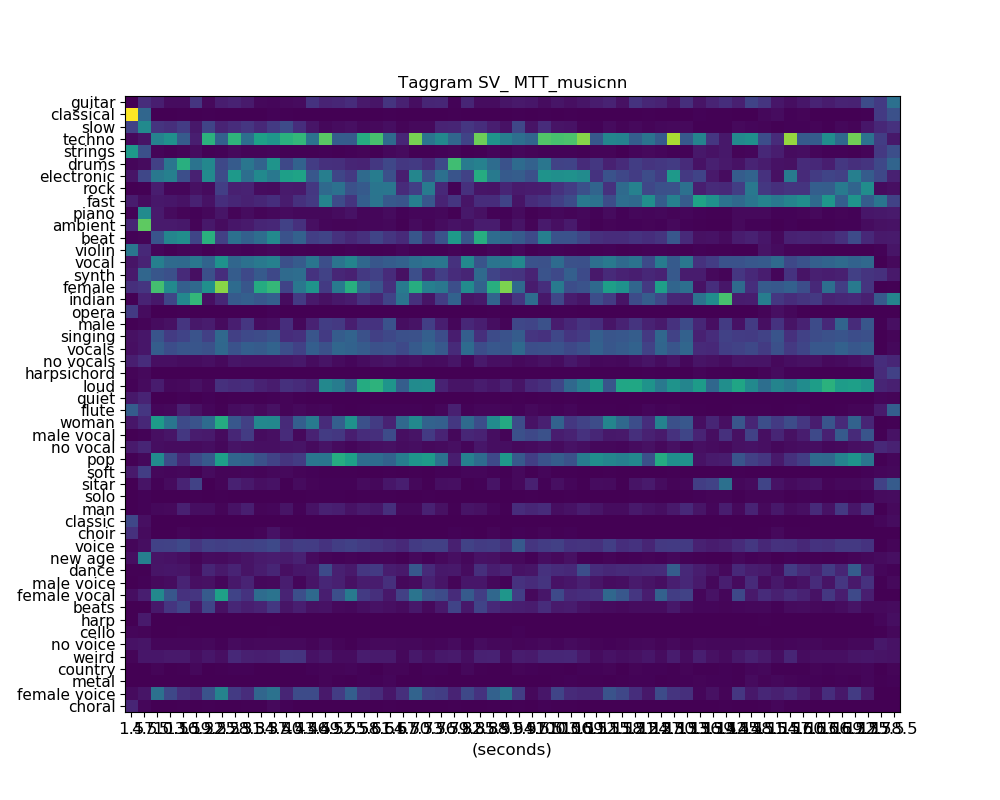 Taggram SV_ MTT_musicnn
guitar
classical
slow
techno
strings
drums
electronic
rock
fast
piano
ambient
beat
violin
vocal
synth
female
indian
opera
male
singing
vocals
no vocals
harpsichord
loud
quiet
flute
woman
male vocal
no vocal
pop
soft
sitar
solo
man
classic
choir
voice
new age
dance
male voice
female vocal
beats
harp
cello
no voice
weird
country
metal
female voice
choral
(seconds)